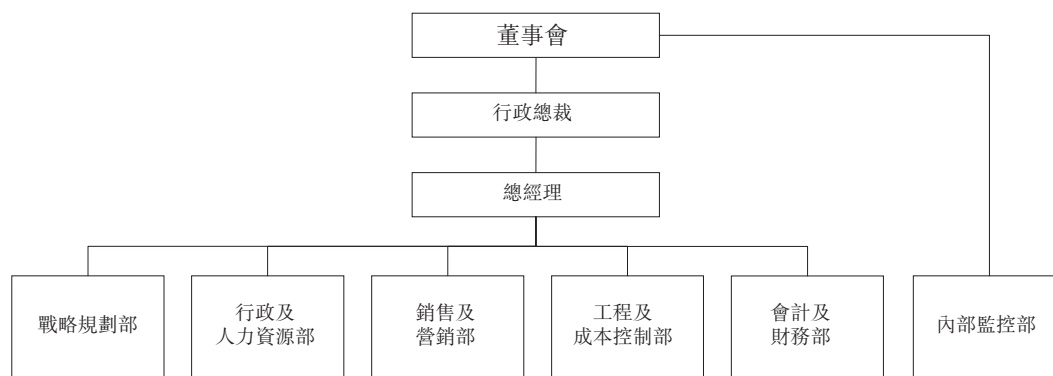 董事會
行政總裁
總經理
戰略規劃部
行政及
人力資源部
銷售及
營銷部
工程及
成本控制部
會計及
財務部
內部監控部